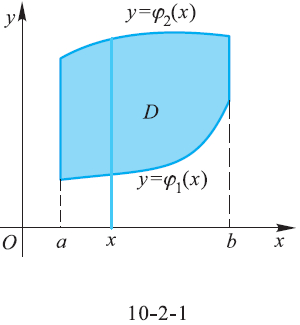 y
y=φ₂(x)
D
y=φ₁(x)
O a x b x
10-2-1